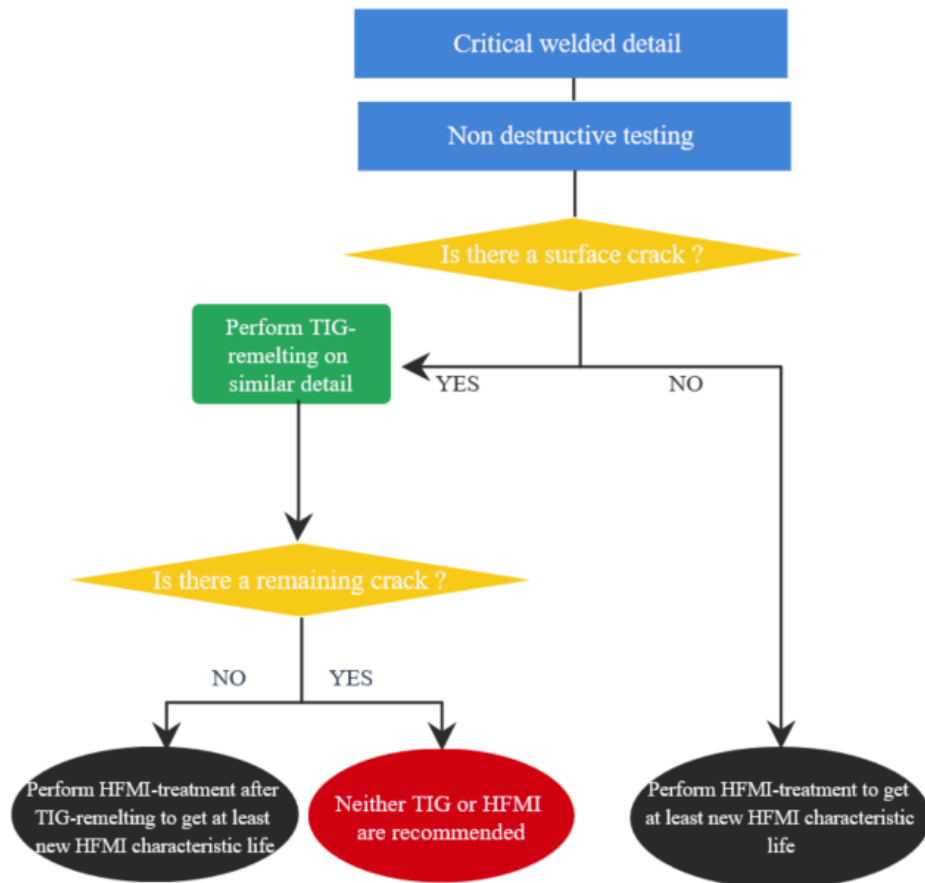 Critical welded detail
Non destructive testing
Is there a surface crack ?
Perform TIG-
remelting on
similar detail
YES
NO
Is there a remaining crack ?
NO
YES
Perform HFMI-treatment after
TIG-remelting to get at least
new HFMI characteristic life
Neither TIG or HFMI
are recommended
Perform HFMI-treatment to get
at least new HFMI characteristic
life